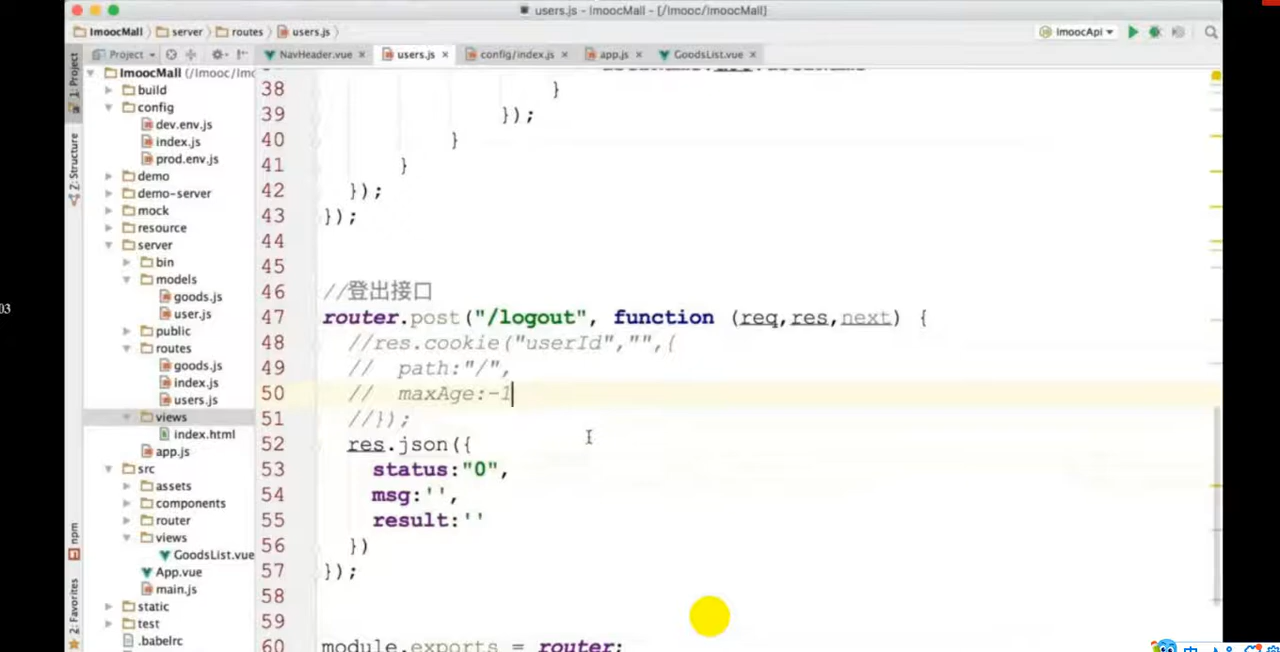 users.js - ImoocMall - [/Imooc/ImoocMall]
ImoocMall server routes users.js
ImoocApi
Project
NavHeader.vue users.js config/index.js app.js GoodsList.vue
1: Project
Z: Structure
npm
2: Favorites
03
ImoocMall (/Imooc/Imo
build
config
dev.env.js
index.js
prod.env.js
demo
demo-server
mock
resource
server
bin
models
goods.js
user.js
public
routes
goods.js
index.js
users.js
views
index.html
app.js
src
assets
components
router
views
GoodsList.vue
App.vue
main.js
static
test
.babelrc
38 }
39 });
40 }
41 }
42 });
43 });
44
45
46 //登出接口
47 router.post("/logout", function (req,res,next) {
48 //res.cookie("userId","",{
49 // path:"/",
50 // maxAge:-1
51 //});
52 res.json({
53 status:"0",
54 msg:'',
55 result:''
56 })
57 });
58
59
60 module.exports = router;
中